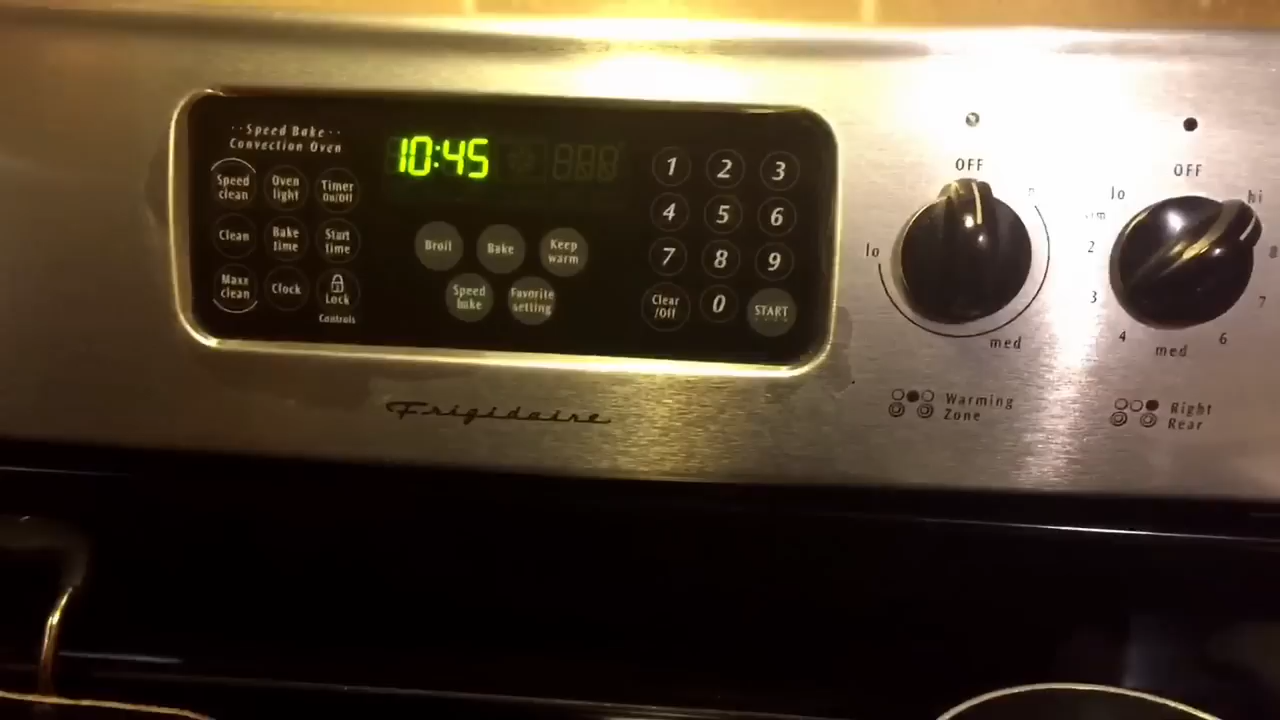 Speed Bake
Convection Oven
Speed
clean
Oven
light
Timer
On/Off
Clean
Bake
time
Start
time
Maxx
clean
Clock
Lock
Controls
10:45
Broil
Bake
Keep
warm
Speed
bake
Favorite
setting
1
2
3
4
5
6
7
8
9
Clear
/Off
0
START
Frigidaire
OFF
lo
med
Warming
Zone
OFF
lo
hi
2
8
3
7
4
6
med
Right
Rear